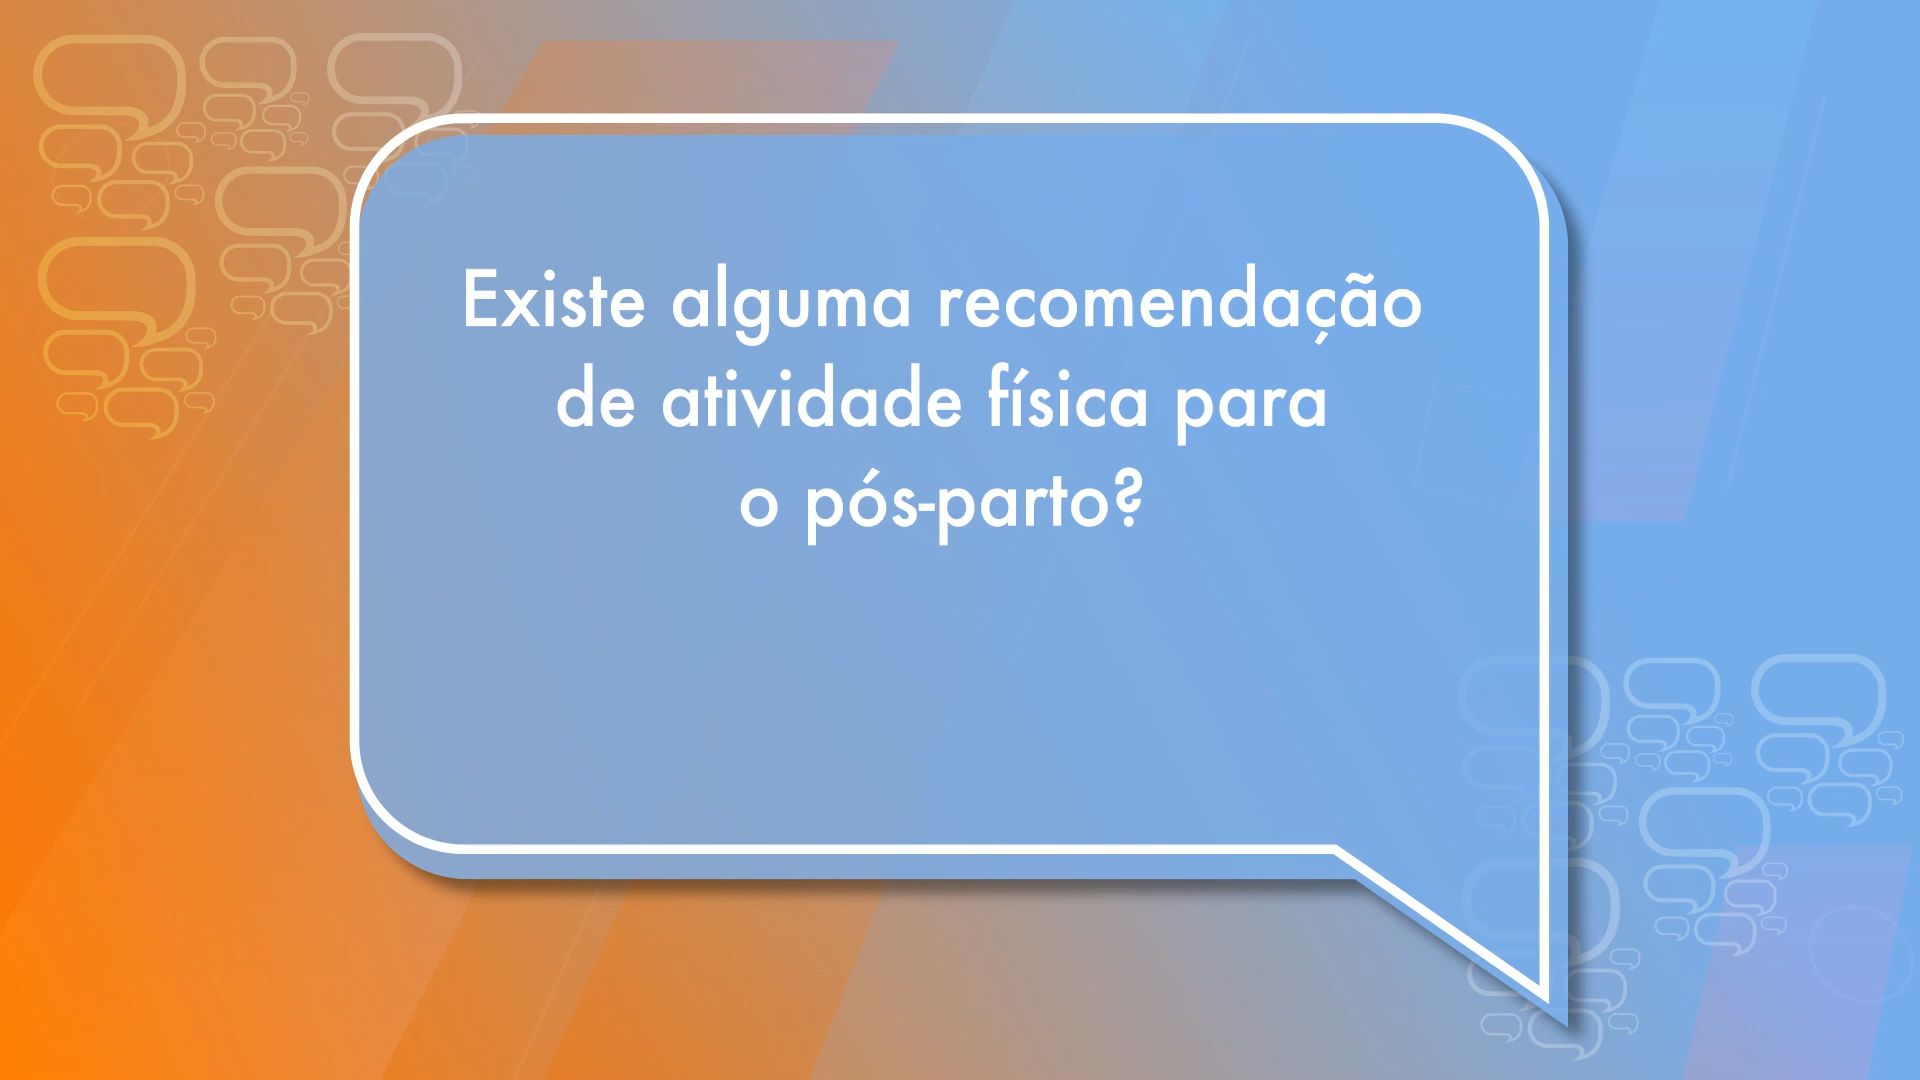 Existe alguma recomendação
de atividade física para
o pós-parto?